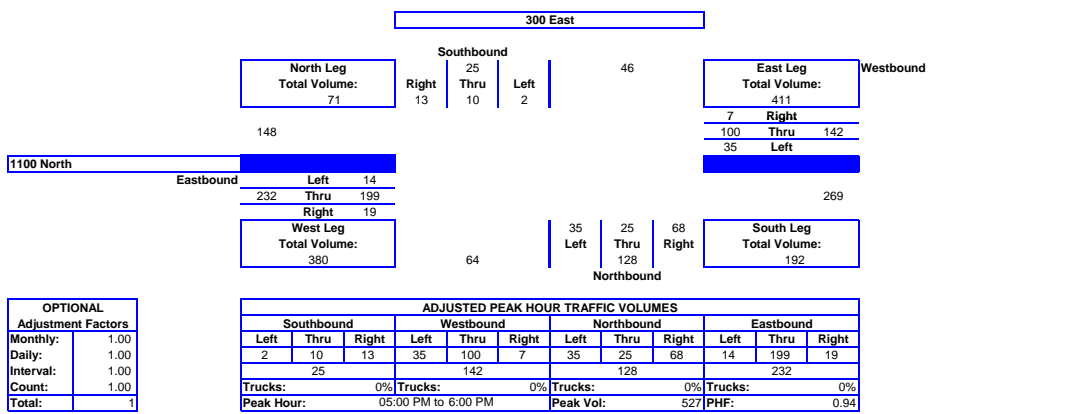 300 East
Southbound
North Leg 25 46 East Leg Westbound
Total Volume: Right Thru Left Total Volume:
71 13 10 2 411
7 Right
148 100 Thru 142
35 Left
1100 North
Eastbound Left 14
232 Thru 199 269
Right 19
West Leg 35 25 68 South Leg
Total Volume: Left Thru Right Total Volume:
380 64 128 192
Northbound
OPTIONAL ADJUSTED PEAK HOUR TRAFFIC VOLUMES
Adjustment Factors Southbound Westbound Northbound Eastbound
Monthly: 1.00 Left Thru Right Left Thru Right Left Thru Right Left Thru Right
Daily: 1.00 2 10 13 35 100 7 35 25 68 14 199 19
Interval: 1.00 25 142 128 232
Count: 1.00 Trucks: 0% Trucks: 0% Trucks: 0% Trucks: 0%
Total: 1 Peak Hour: 05:00 PM to 6:00 PM Peak Vol: 527 PHF: 0.94